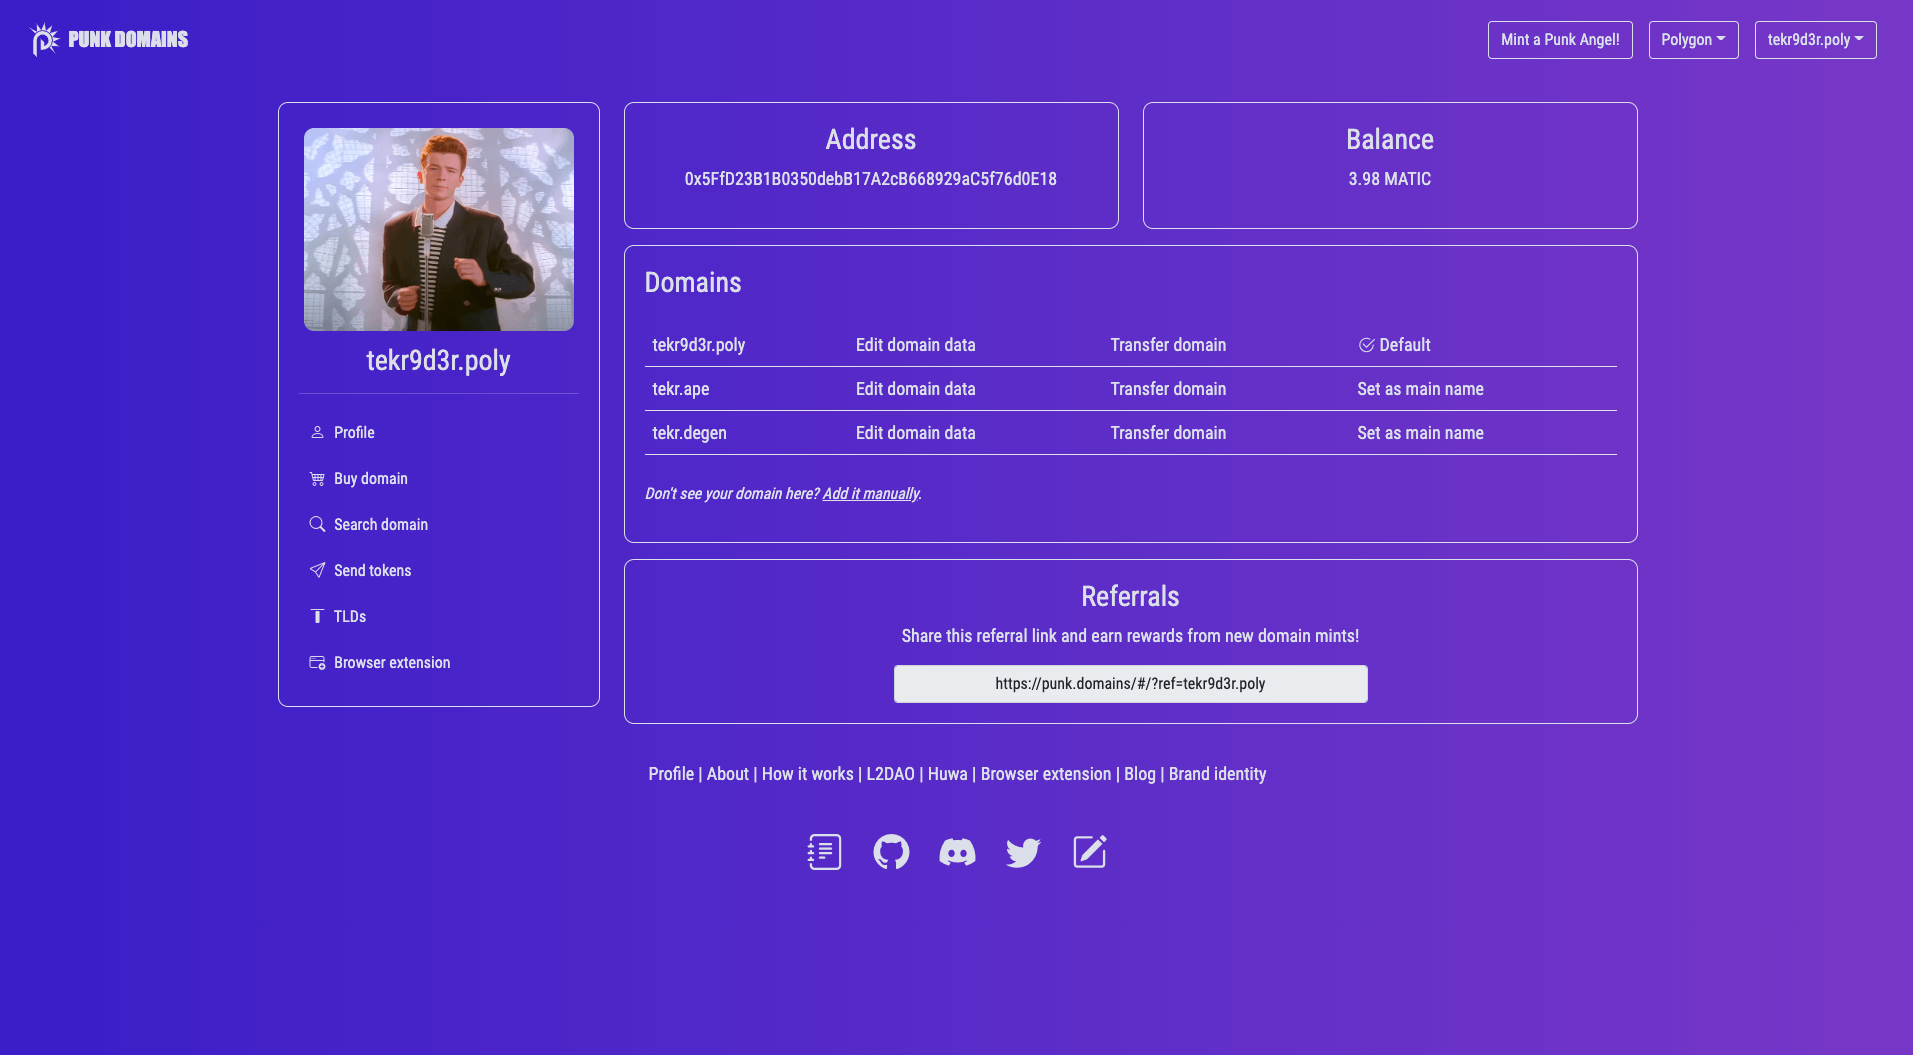 PUNK DOMAINS
Mint a Punk Angel!
Polygon
tekr9d3r.poly
tekr9d3r.poly
Profile
Buy domain
Search domain
Send tokens
TLDs
Browser extension
Address
0x5FfD23B1B0350debB17A2cB668929aC5f76d0E18
Balance
3.98 MATIC
Domains
tekr9d3r.poly Edit domain data Transfer domain Default
tekr.ape Edit domain data Transfer domain Set as main name
tekr.degen Edit domain data Transfer domain Set as main name
Don't see your domain here? Add it manually.
Referrals
Share this referral link and earn rewards from new domain mints!
https://punk.domains/#/?ref=tekr9d3r.poly
Profile | About | How it works | L2DAO | Huwa | Browser extension | Blog | Brand identity